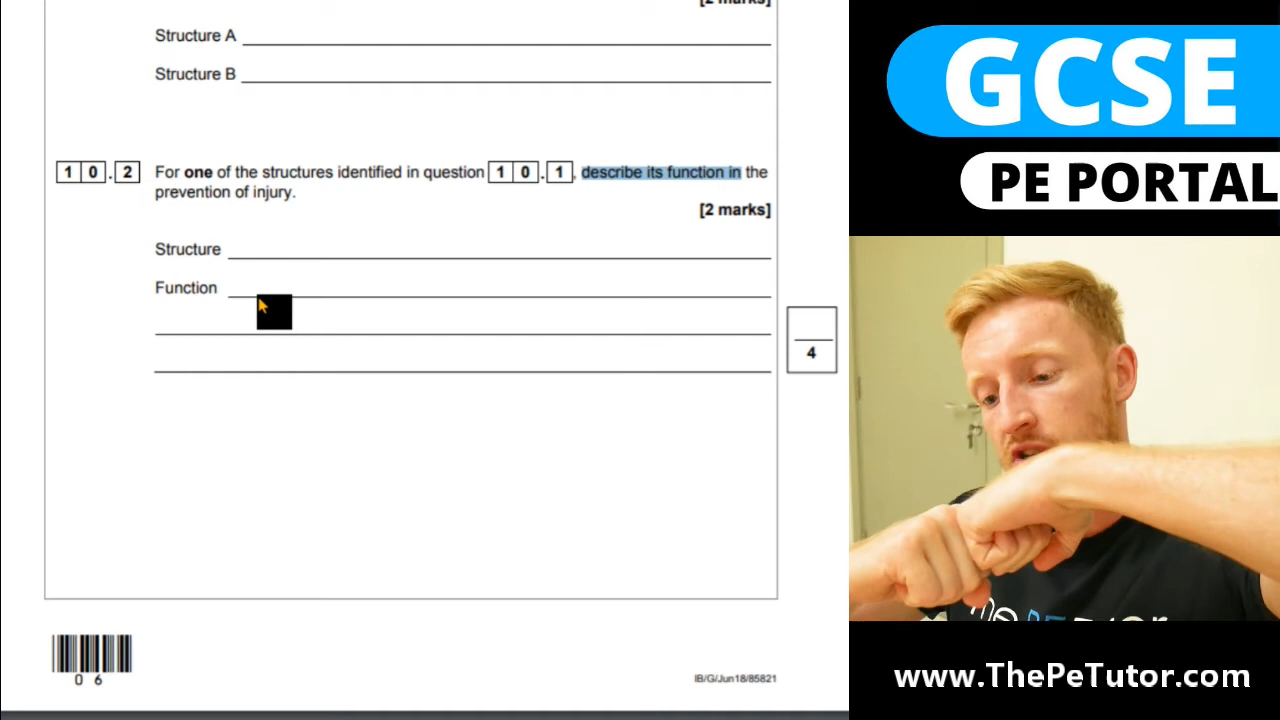 [2 marks]
Structure A
Structure B
1 0 . 2 For one of the structures identified in question 1 0 . 1 , describe its function in the
prevention of injury.
[2 marks]
Structure
Function
4
0 6
IB/G/Jun18/85821
GCSE
PE PORTAL
www.ThePeTutor.com